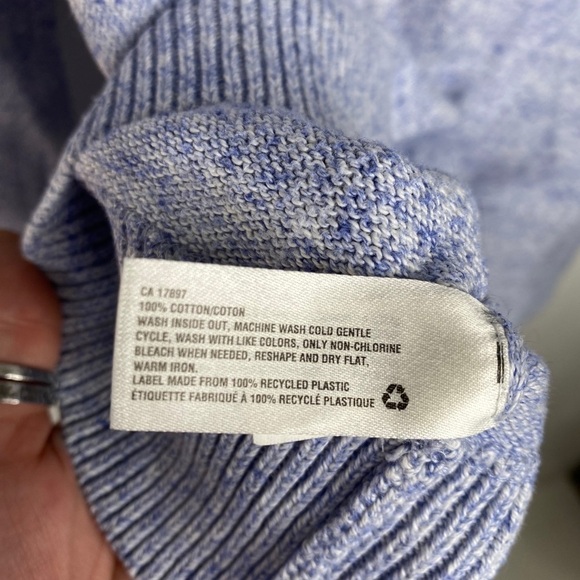 CA 17897
100% COTTON/COTON
WASH INSIDE OUT, MACHINE WASH COLD GENTLE
CYCLE, WASH WITH LIKE COLORS, ONLY NON-CHLORINE
BLEACH WHEN NEEDED, RESHAPE AND DRY FLAT,
WARM IRON.
LABEL MADE FROM 100% RECYCLED PLASTIC
ÉTIQUETTE FABRIQUÉ À 100% RECYCLÉ PLASTIQUE